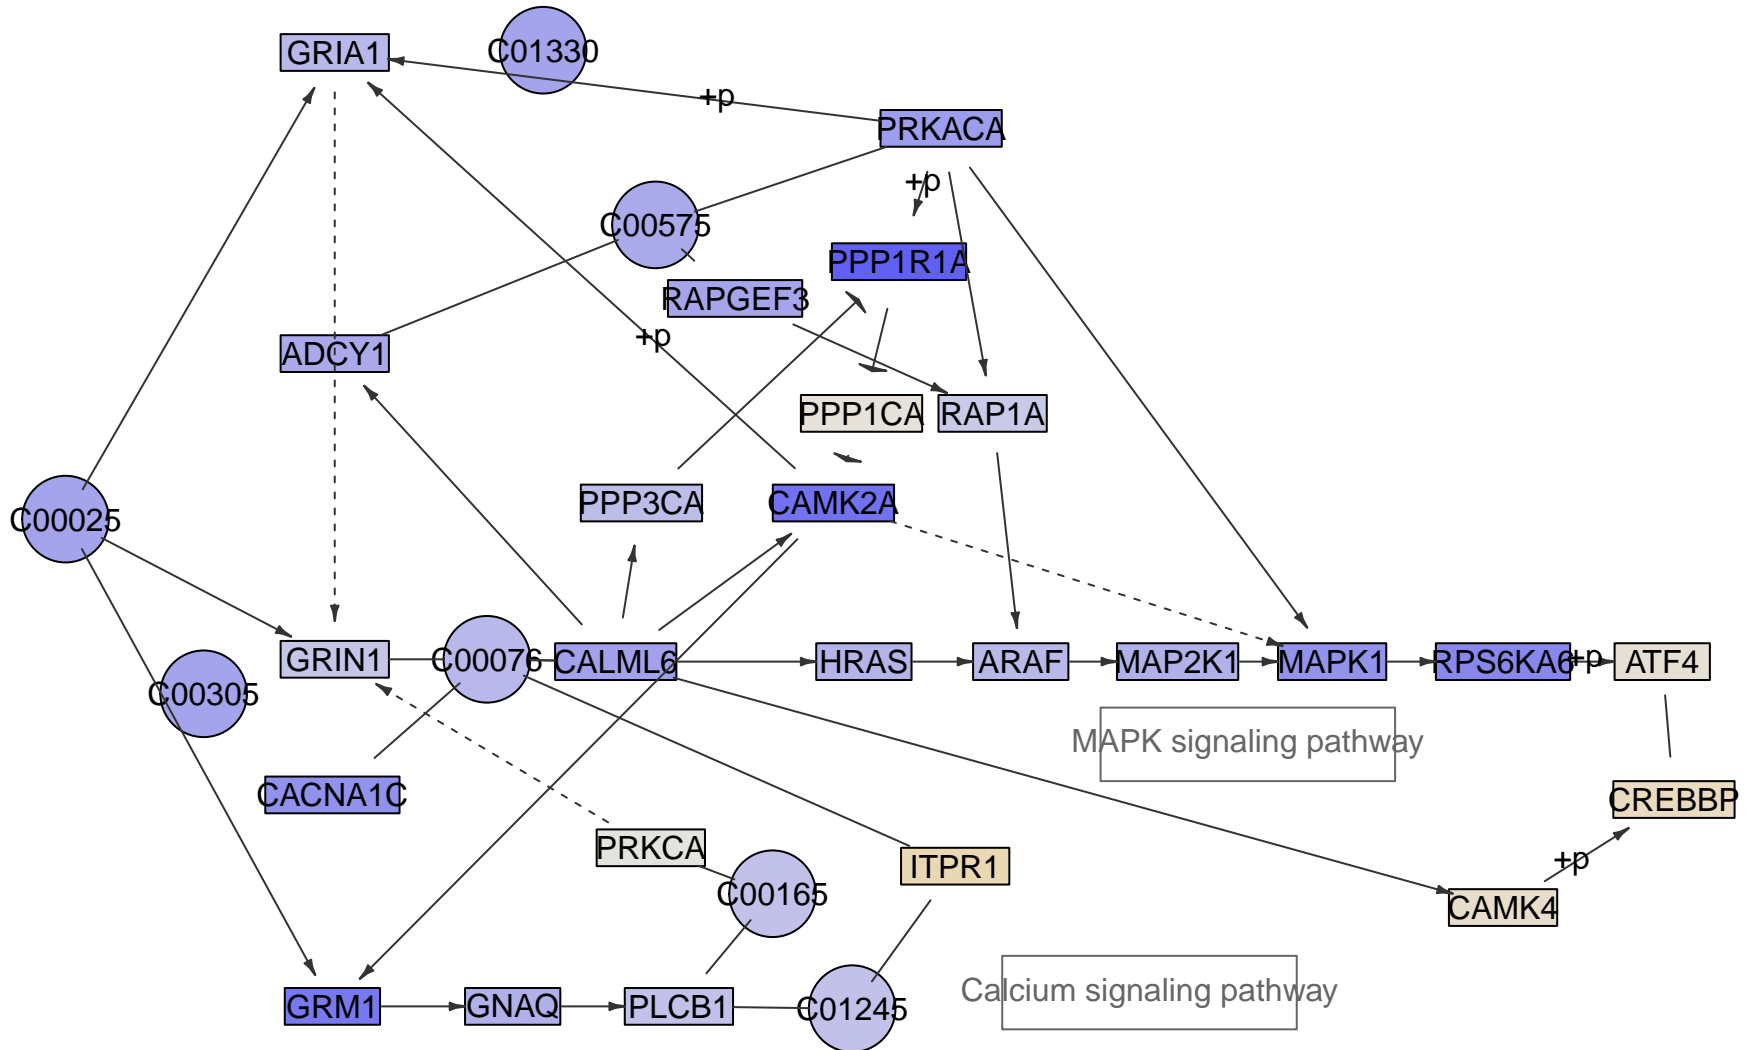 C01330
GRIA1
+p
PRKACA
+p
C00575
PPP1R1A
RAPGEF3
+p
ADCY1
PPP1CA
RAP1A
PPP3CA
CAMK2A
C00025
GRIN1
C00076
CALML6
HRAS
ARAF
MAP2K1
MAPK1
RPS6KA6
+p
ATF4
C00305
MAPK signaling pathway
CACNA1C
CREBBP
PRKCA
ITPR1
+p
C00165
CAMK4
Calcium signaling pathway
GRM1
GNAQ
PLCB1
C01245